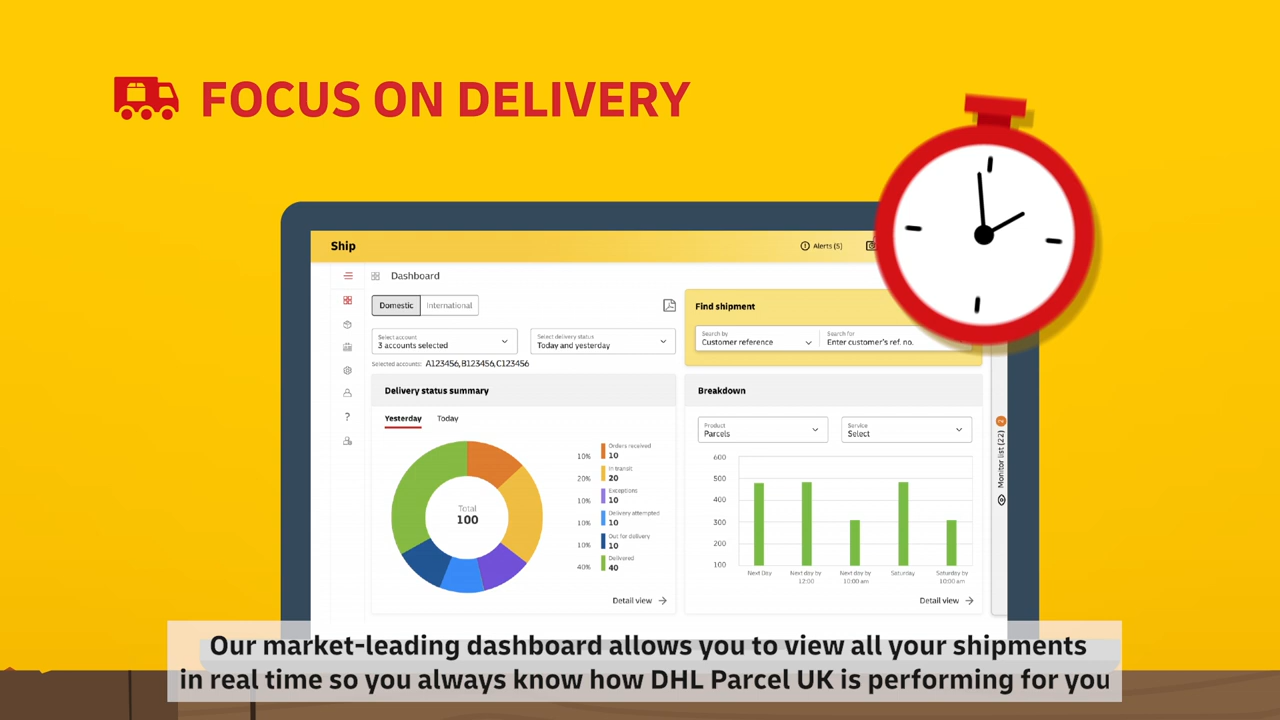 FOCUS ON DELIVERY
Ship
Alerts (5)
Dashboard
Domestic
International
Find shipment
Select account
3 accounts selected
Select delivery status
Today and yesterday
Search by
Customer reference
Search for
Enter customer's ref. no.
Selected accounts: A123456,B123456,C123456
Delivery status summary
Yesterday
Today
Total
100
10% Orders received
10
20% In transit
20
10% Exceptions
10
10% Delivery attempted
10
10% Out for delivery
10
40% Delivered
40
Detail view
Breakdown
Product
Parcels
Service
Select
600
500
400
300
200
100
Next Day
Next day by
12:00
Next day by
10:00 am
Saturday
Saturday by
10:00 am
Detail view
Monitor list (22)
2
?
Our market-leading dashboard allows you to view all your shipments
in real time so you always know how DHL Parcel UK is performing for you